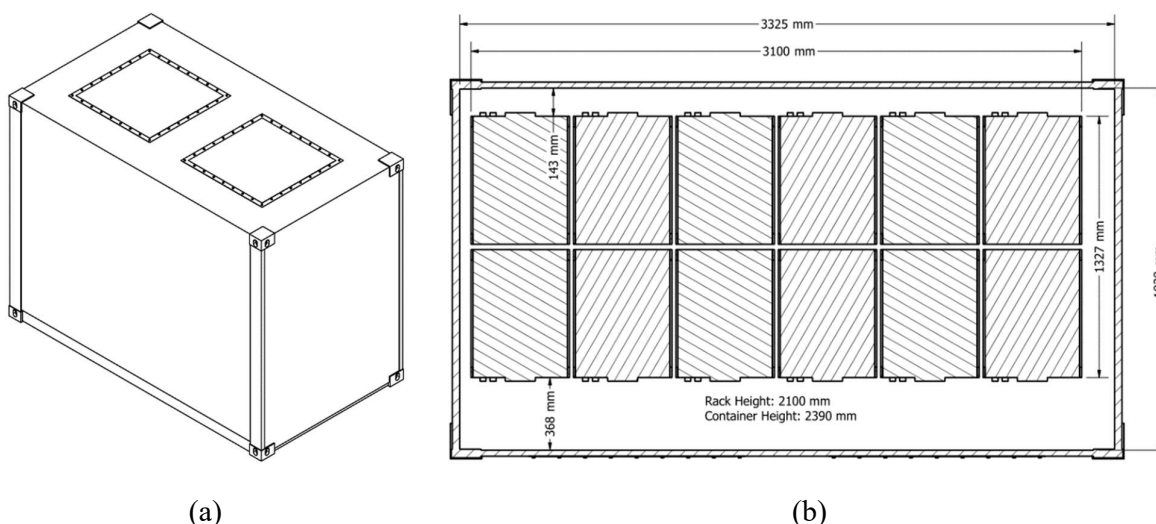 3325 mm
3100 mm
143 mm
1327 mm
368 mm
Rack Height: 2100 mm
Container Height: 2390 mm
(a)
(b)